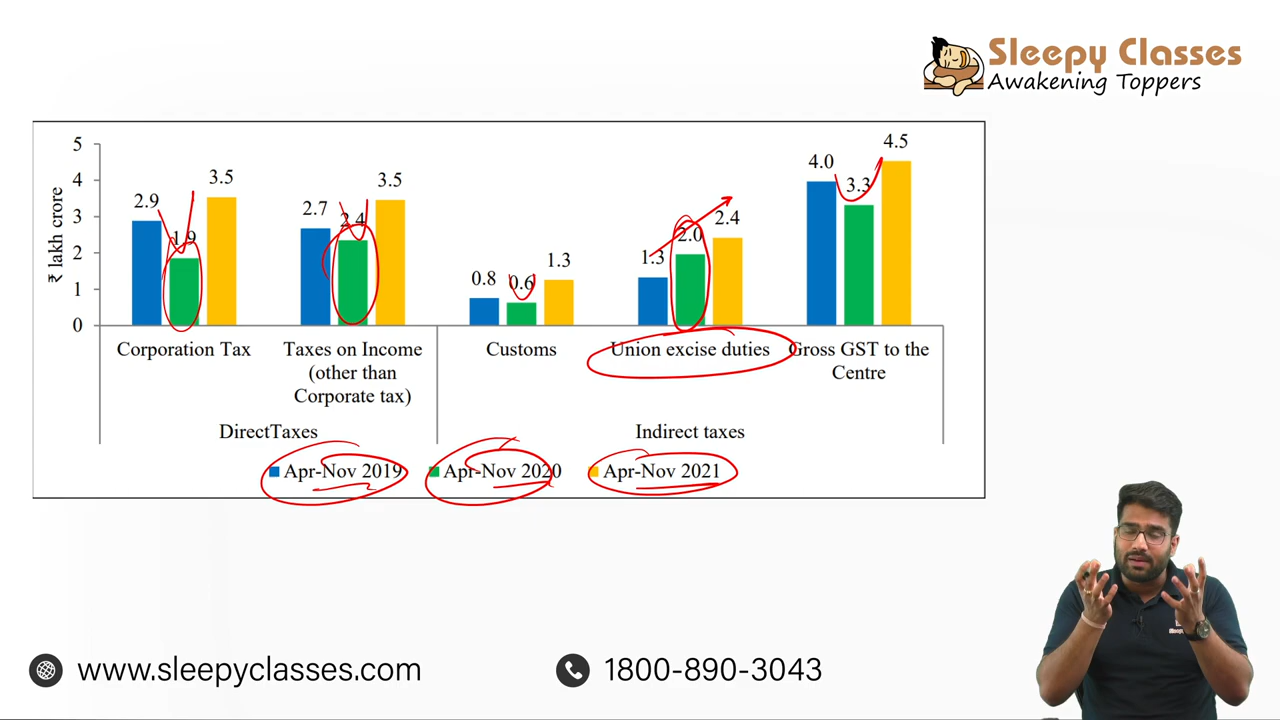 Sleepy Classes
Awakening Toppers
5
4
3
2
1
0
₹ lakh crore
2.9
1.9
3.5
2.7
2.4
3.5
0.8
0.6
1.3
1.3
2.0
2.4
4.0
3.3
4.5
Corporation Tax
Taxes on Income
(other than
Corporate tax)
Customs
Union excise duties
Gross GST to the
Centre
DirectTaxes
Indirect taxes
Apr-Nov 2019
Apr-Nov 2020
Apr-Nov 2021
www.sleepyclasses.com
1800-890-3043